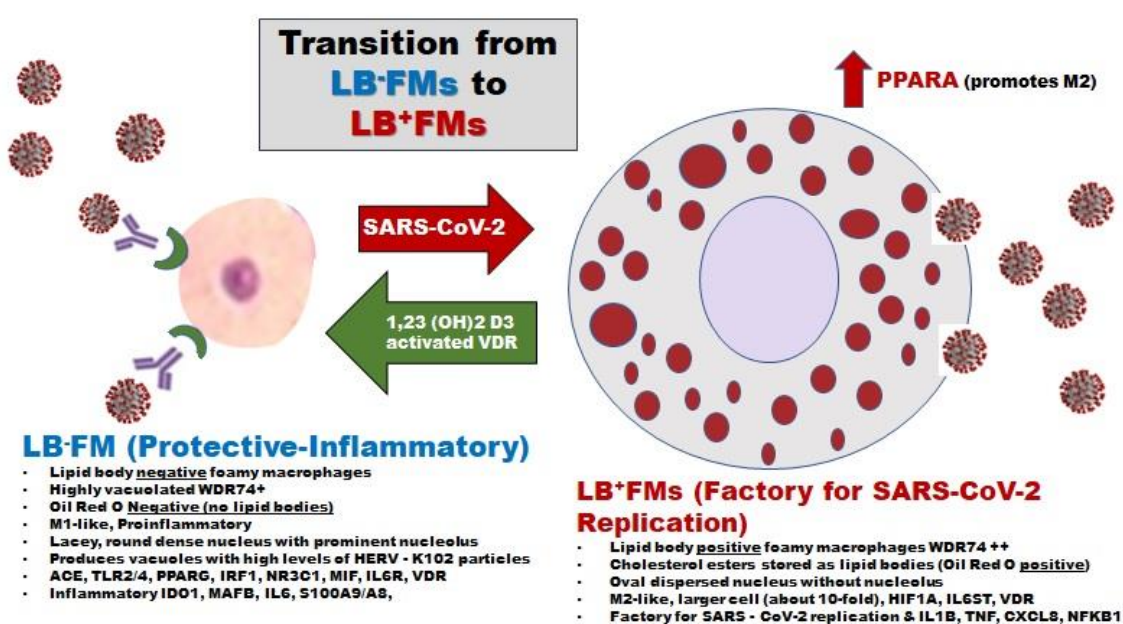 Transition from
LB-FMs to
LB+FMs
PPARA (promotes M2)
SARS-CoV-2
1,23 (OH)2 D3
activated VDR
LB-FM (Protective-Inflammatory)
· Lipid body negative foamy macrophages
· Highly vacuolated WDR74+
· Oil Red O Negative (no lipid bodies)
· M1-like, Proinflammatory
· Lacey, round dense nucleus with prominent nucleolus
· Produces vacuoles with high levels of HERV - K102 particles
· ACE, TLR2/4, PPARG, IRF1, NR3C1, MIF, IL6R, VDR
· Inflammatory IDO1, MAFB, IL6, S100A9/A8,
LB+FMs (Factory for SARS-CoV-2
Replication)
· Lipid body positive foamy macrophages WDR74 ++
· Cholesterol esters stored as lipid bodies (Oil Red O positive)
· Oval dispersed nucleus without nucleolus
· M2-like, larger cell (about 10-fold), HIF1A, IL6ST, VDR
· Factory for SARS - CoV-2 replication & IL1B, TNF, CXCL8, NFKB1